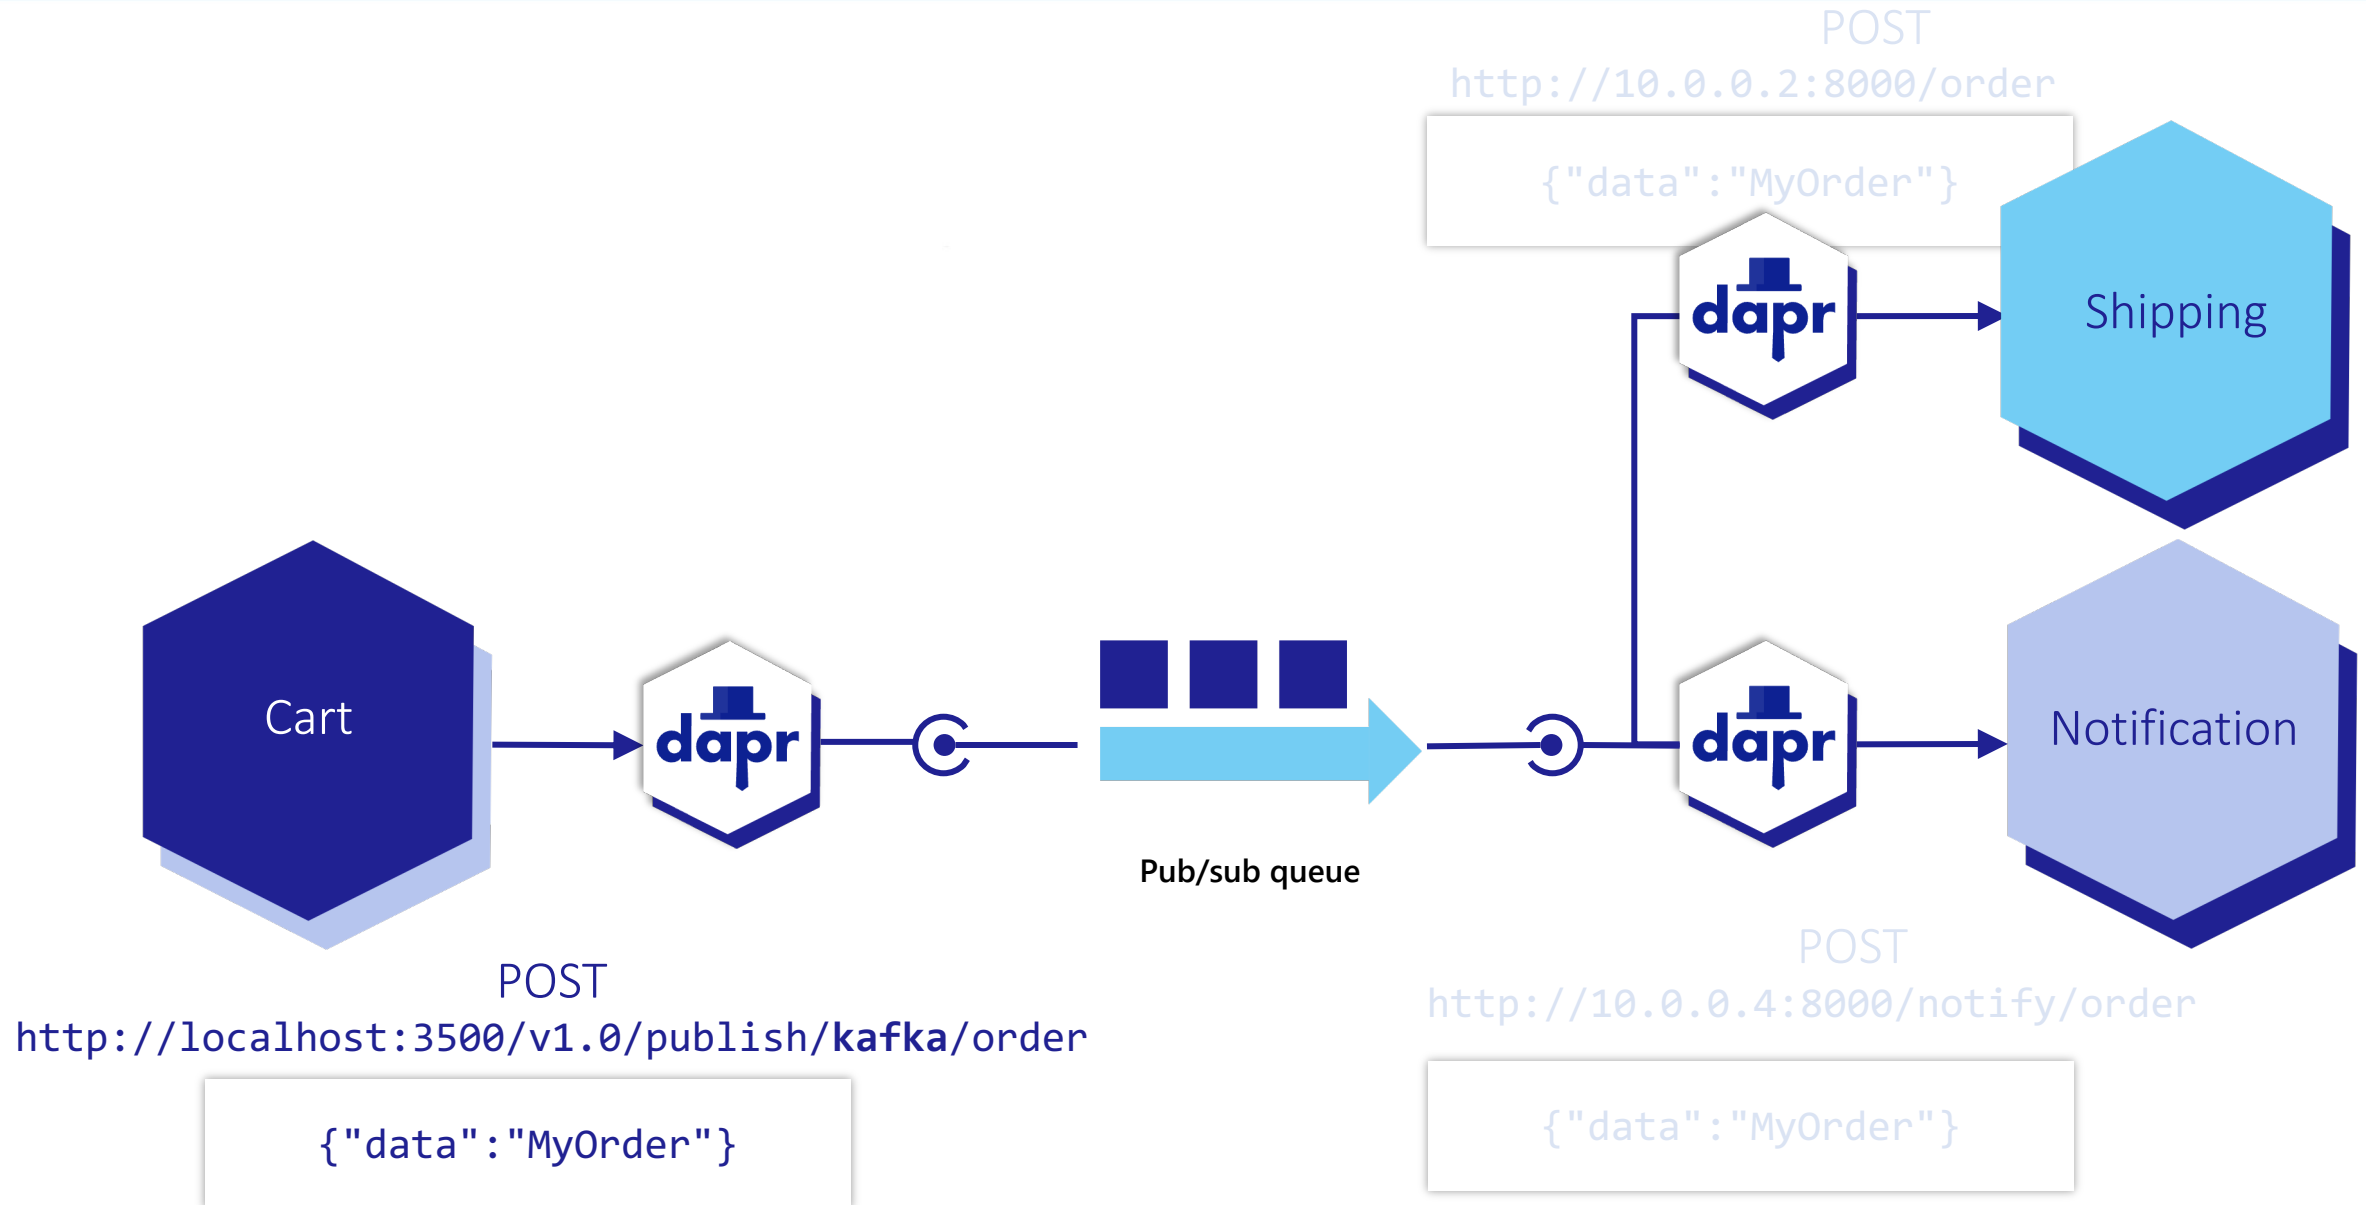 POST
http://10.0.0.2:8000/order
{"data":"MyOrder"}
dapr
Shipping
Cart
dapr
Pub/sub queue
dapr
Notification
POST
http://localhost:3500/v1.0/publish/kafka/order
{"data":"MyOrder"}
POST
http://10.0.0.4:8000/notify/order
{"data":"MyOrder"}